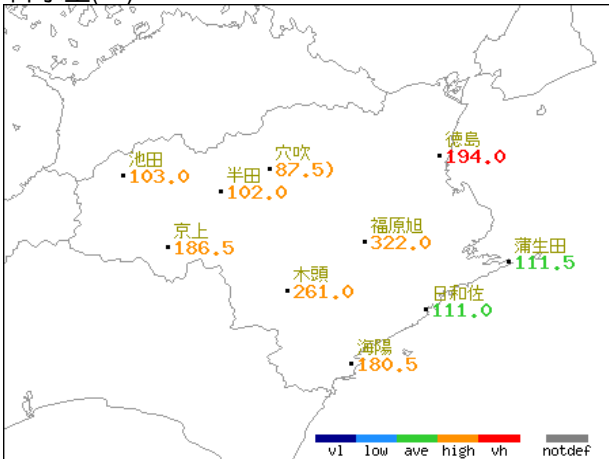 徳島
194.0
穴吹
87.5)
池田
103.0
半田
102.0
京上
186.5
福原旭
322.0
蒲生田
111.5
木頭
261.0
日和佐
111.0
海陽
180.5
vl low ave high vh notdef